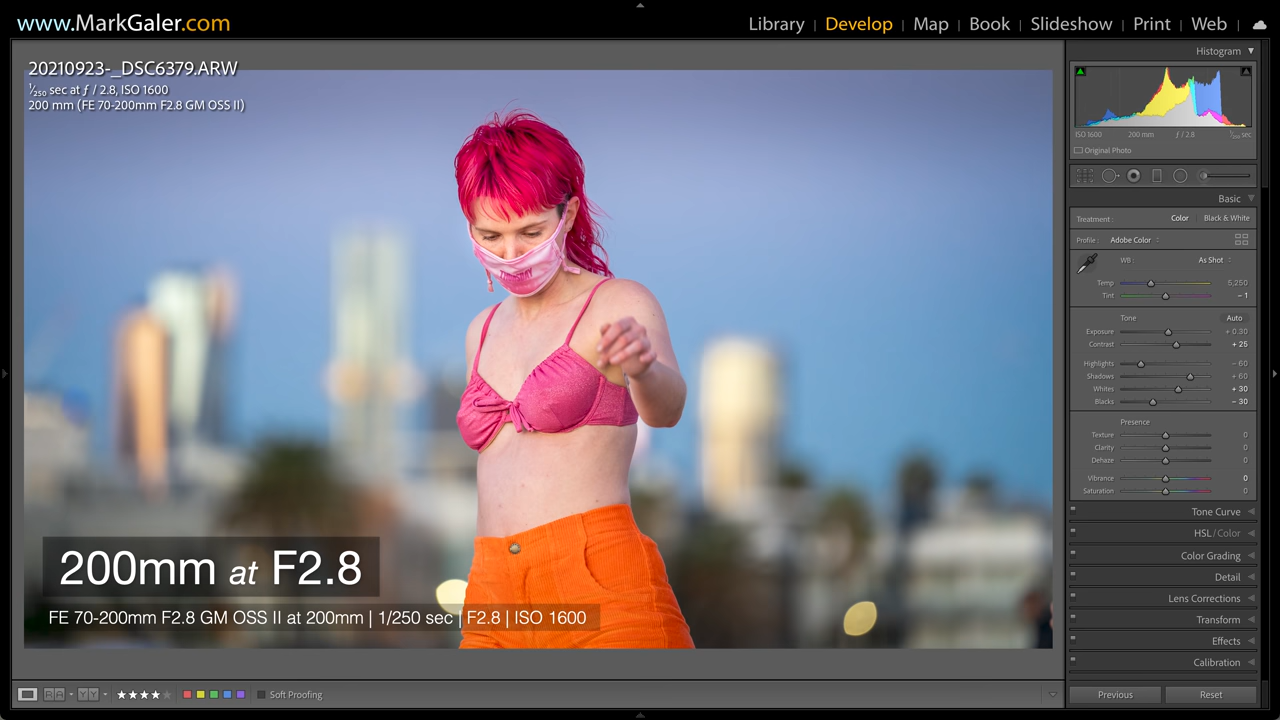 www.MarkGaler.com
Library | Develop | Map | Book | Slideshow | Print | Web
Histogram
20210923-_DSC6379.ARW
1/250 sec at ƒ / 2.8, ISO 1600
200 mm (FE 70-200mm F2.8 GM OSS II)
ISO 1600 200 mm ƒ / 2.8 1/250 sec
Original Photo
Basic
Treatment : Color Black & White
Profile : Adobe Color
WB : As Shot
Temp 5,250
Tint – 1
Tone Auto
Exposure + 0.30
Contrast + 25
Highlights – 60
Shadows + 60
Whites + 30
Blacks – 30
Presence
Texture 0
Clarity 0
Dehaze 0
Vibrance 0
Saturation 0
Tone Curve
HSL / Color
Color Grading
Detail
Lens Corrections
Transform
Effects
Calibration
200mm at F2.8
FE 70-200mm F2.8 GM OSS II at 200mm | 1/250 sec | F2.8 | ISO 1600
RA YY Soft Proofing
Previous Reset